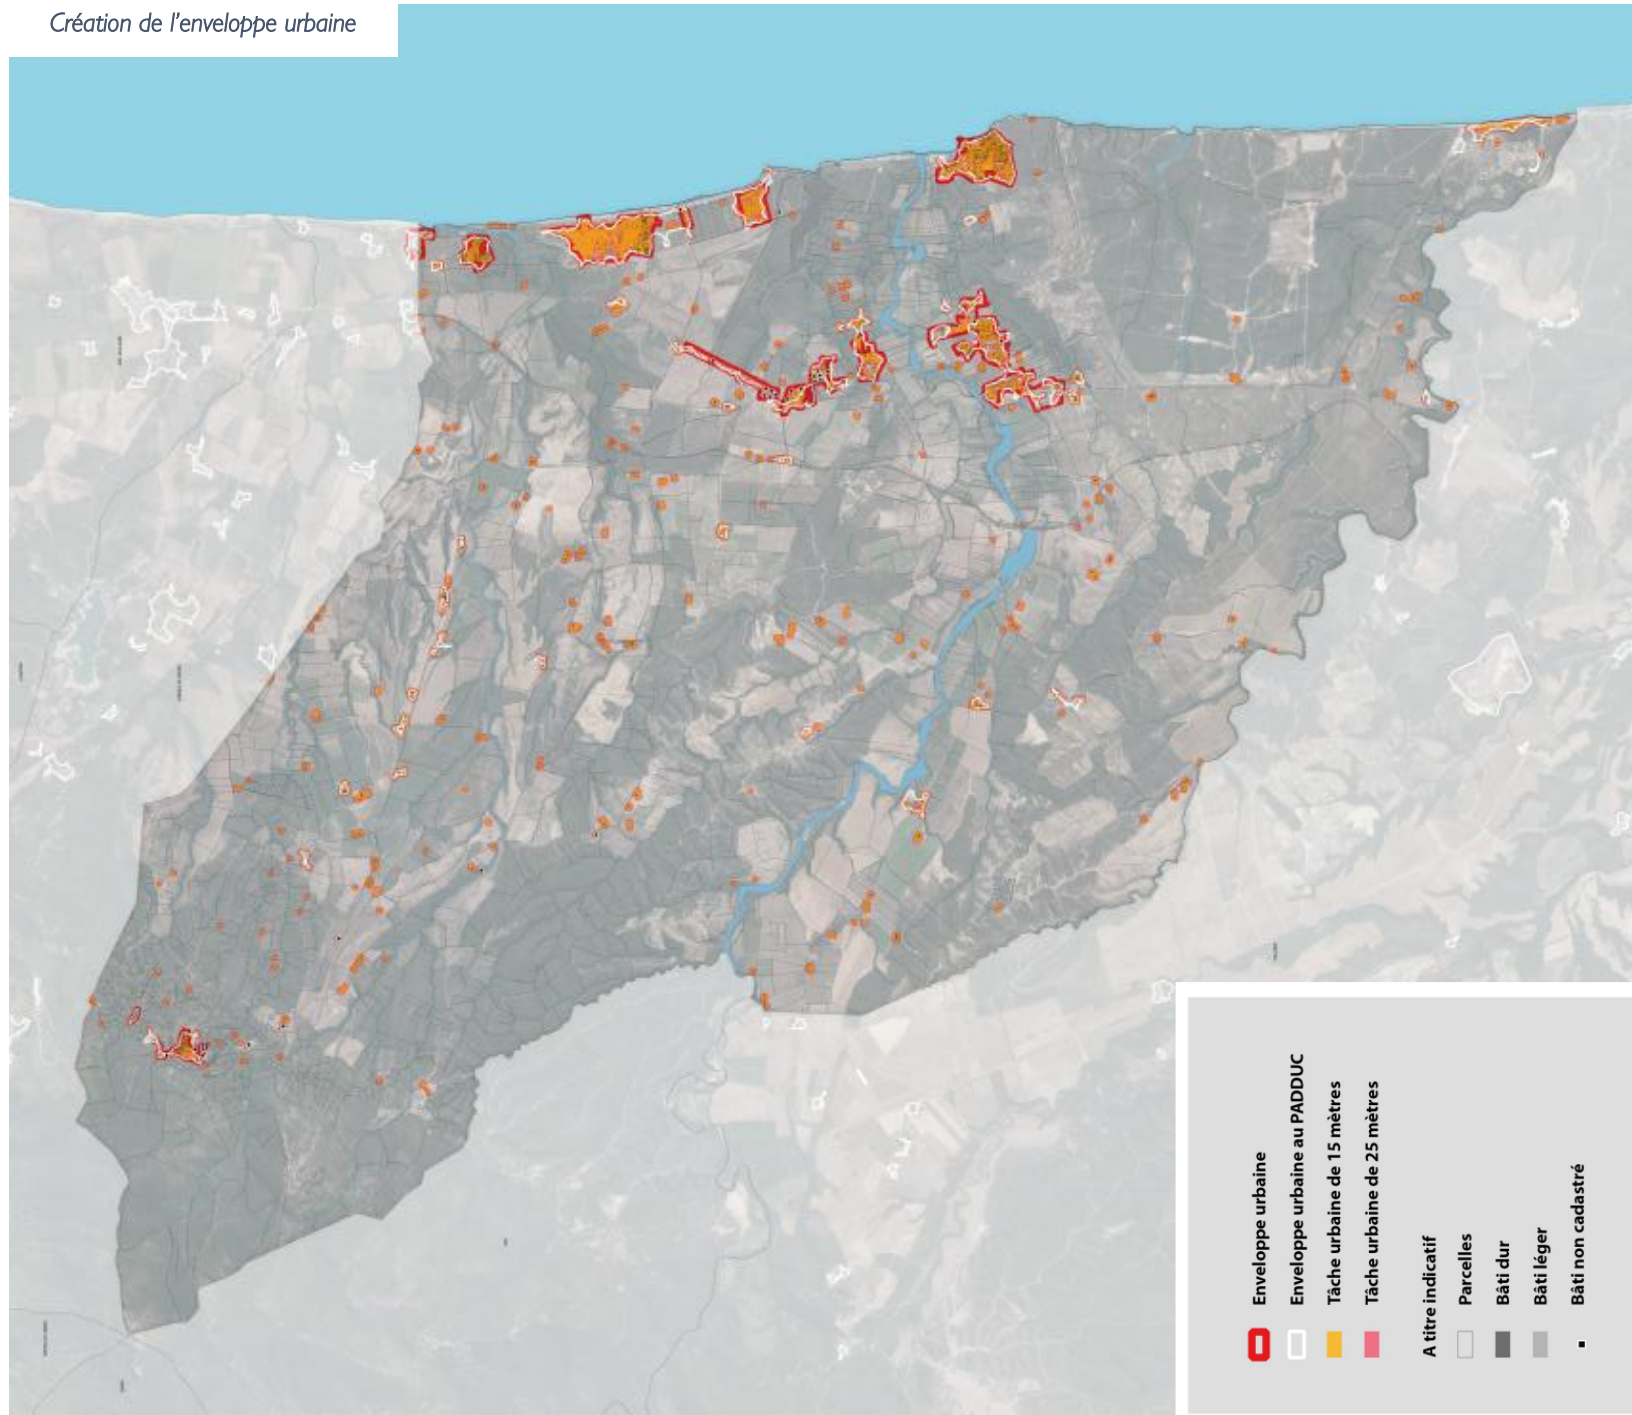 Création de l'enveloppe urbaine
Enveloppe urbaine
Enveloppe urbaine au PADDUC
Tâche urbaine de 15 mètres
Tâche urbaine de 25 mètres
A titre indicatif
Parcelles
Bâti dur
Bâti léger
Bâti non cadastré